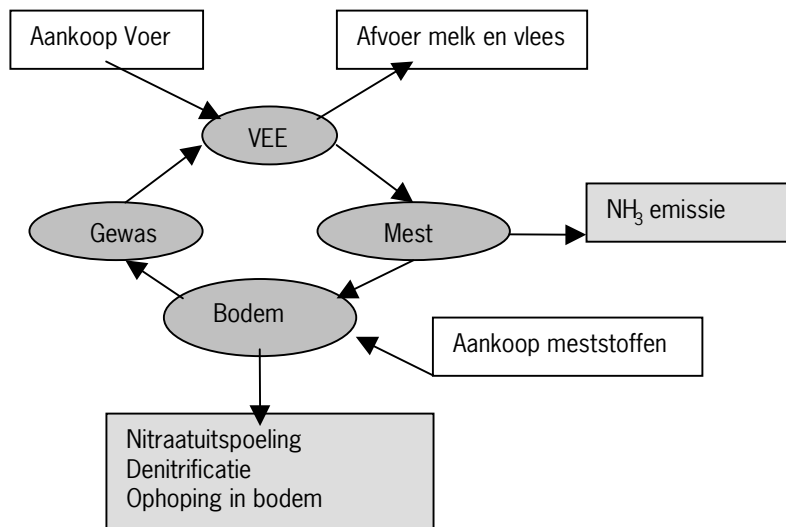 Aankoop Voer
Afvoer melk en vlees
VEE
NH₃ emissie
Gewas
Mest
Bodem
Aankoop meststoffen
Nitraatuitspoeling
Denitrificatie
Ophoping in bodem